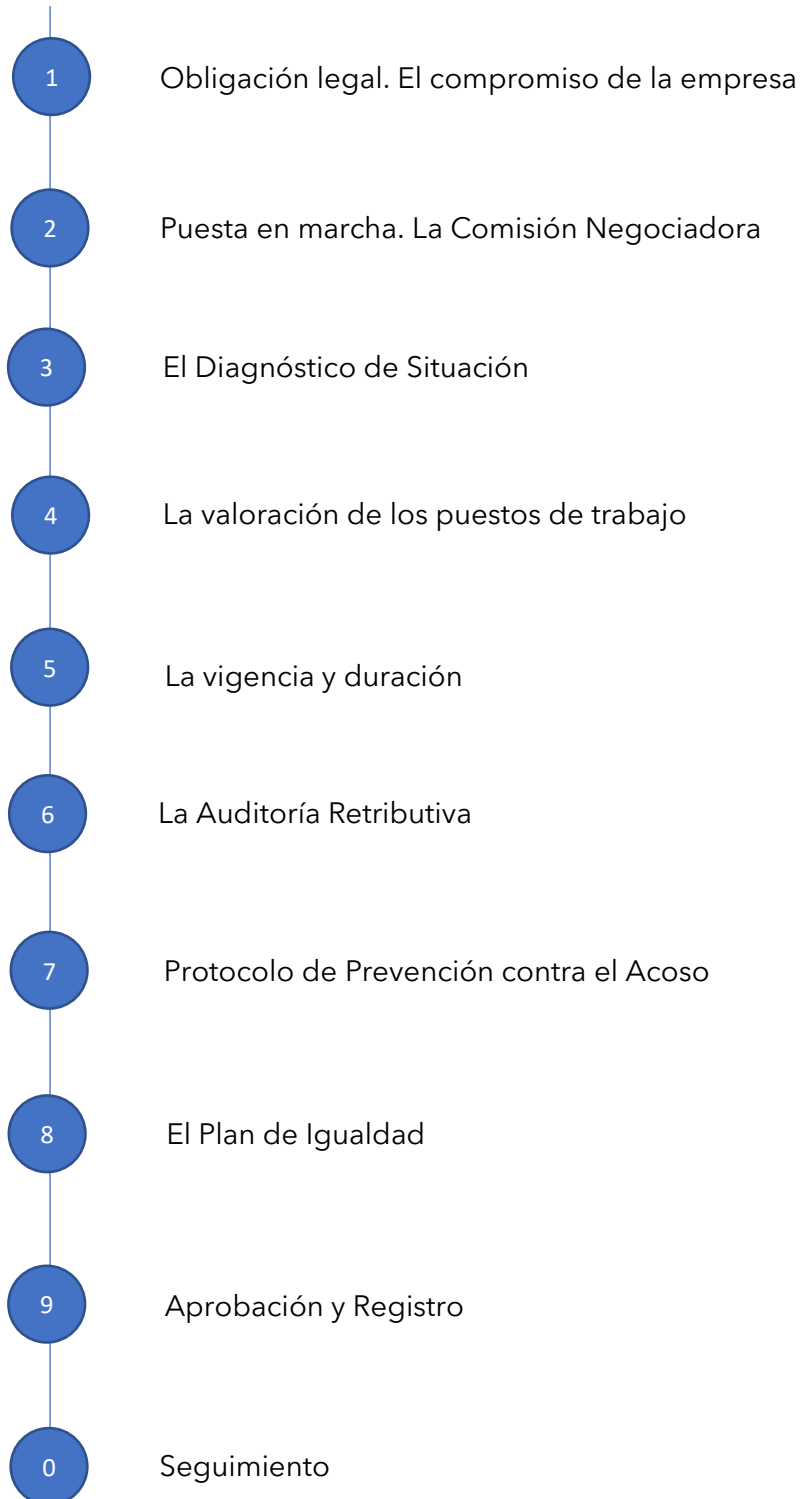 1 Obligación legal. El compromiso de la empresa
2 Puesta en marcha. La Comisión Negociadora
3 El Diagnóstico de Situación
4 La valoración de los puestos de trabajo
5 La vigencia y duración
6 La Auditoría Retributiva
7 Protocolo de Prevención contra el Acoso
8 El Plan de Igualdad
9 Aprobación y Registro
0 Seguimiento